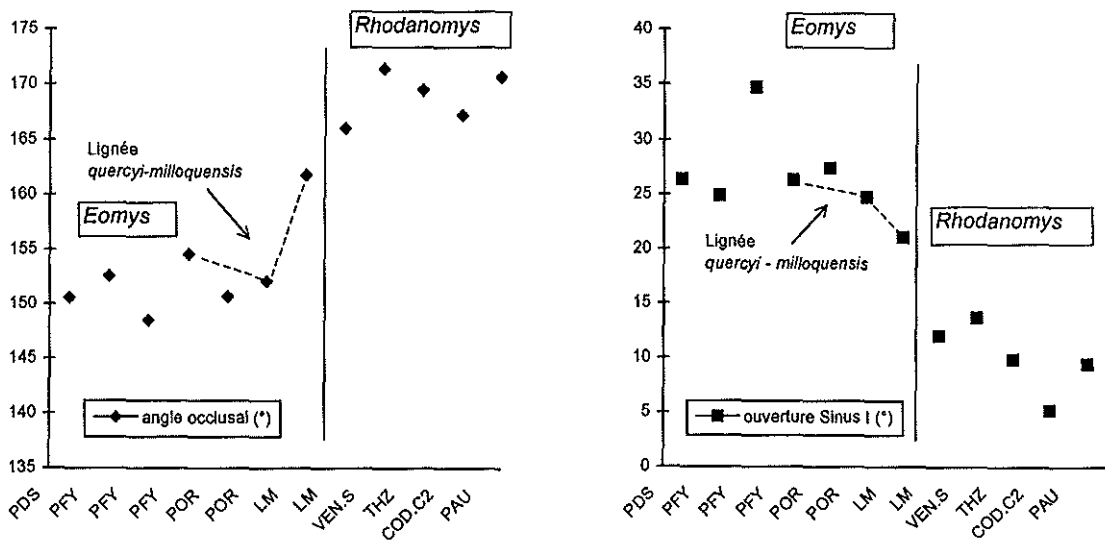 175
170
165
160
155
150
145
140
135
Rhodanomys
Lignée
quercyi-milloquensis
Eomys
angle occlusal (°)
PDS
PFY
PFY
PFY
POR
POR
LM
LM
VEN.S
THZ
COD.C2
PAU
40
35
30
25
20
15
10
5
0
Eomys
Rhodanomys
Lignée
quercyi - milloquensis
ouverture Sinus I (°)
PDS
PFY
PFY
PFY
POR
POR
LM
LM
VEN.S
THZ
COD.C2
PAU